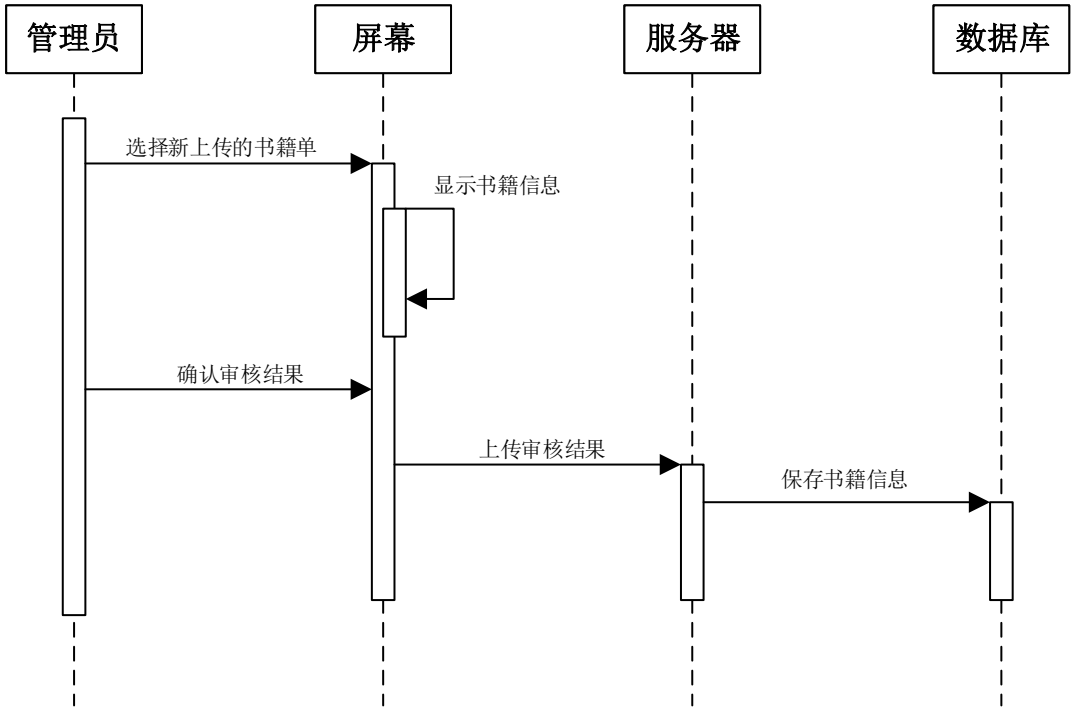 管理员
屏幕
服务器
数据库
选择新上传的书籍单
显示书籍信息
确认审核结果
上传审核结果
保存书籍信息